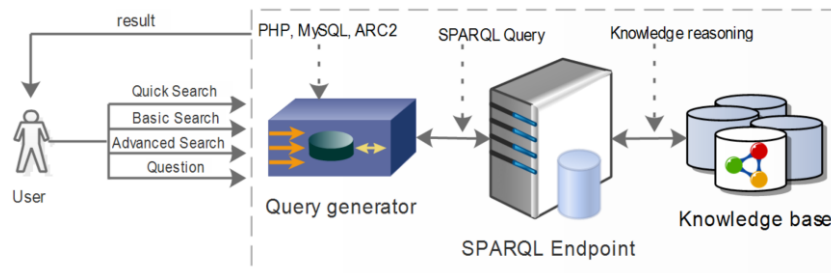 result
PHP, MySQL, ARC2
SPARQL Query
Knowledge reasoning
Quick Search
Basic Search
Advanced Search
Question
User
Query generator
SPARQL Endpoint
Knowledge base